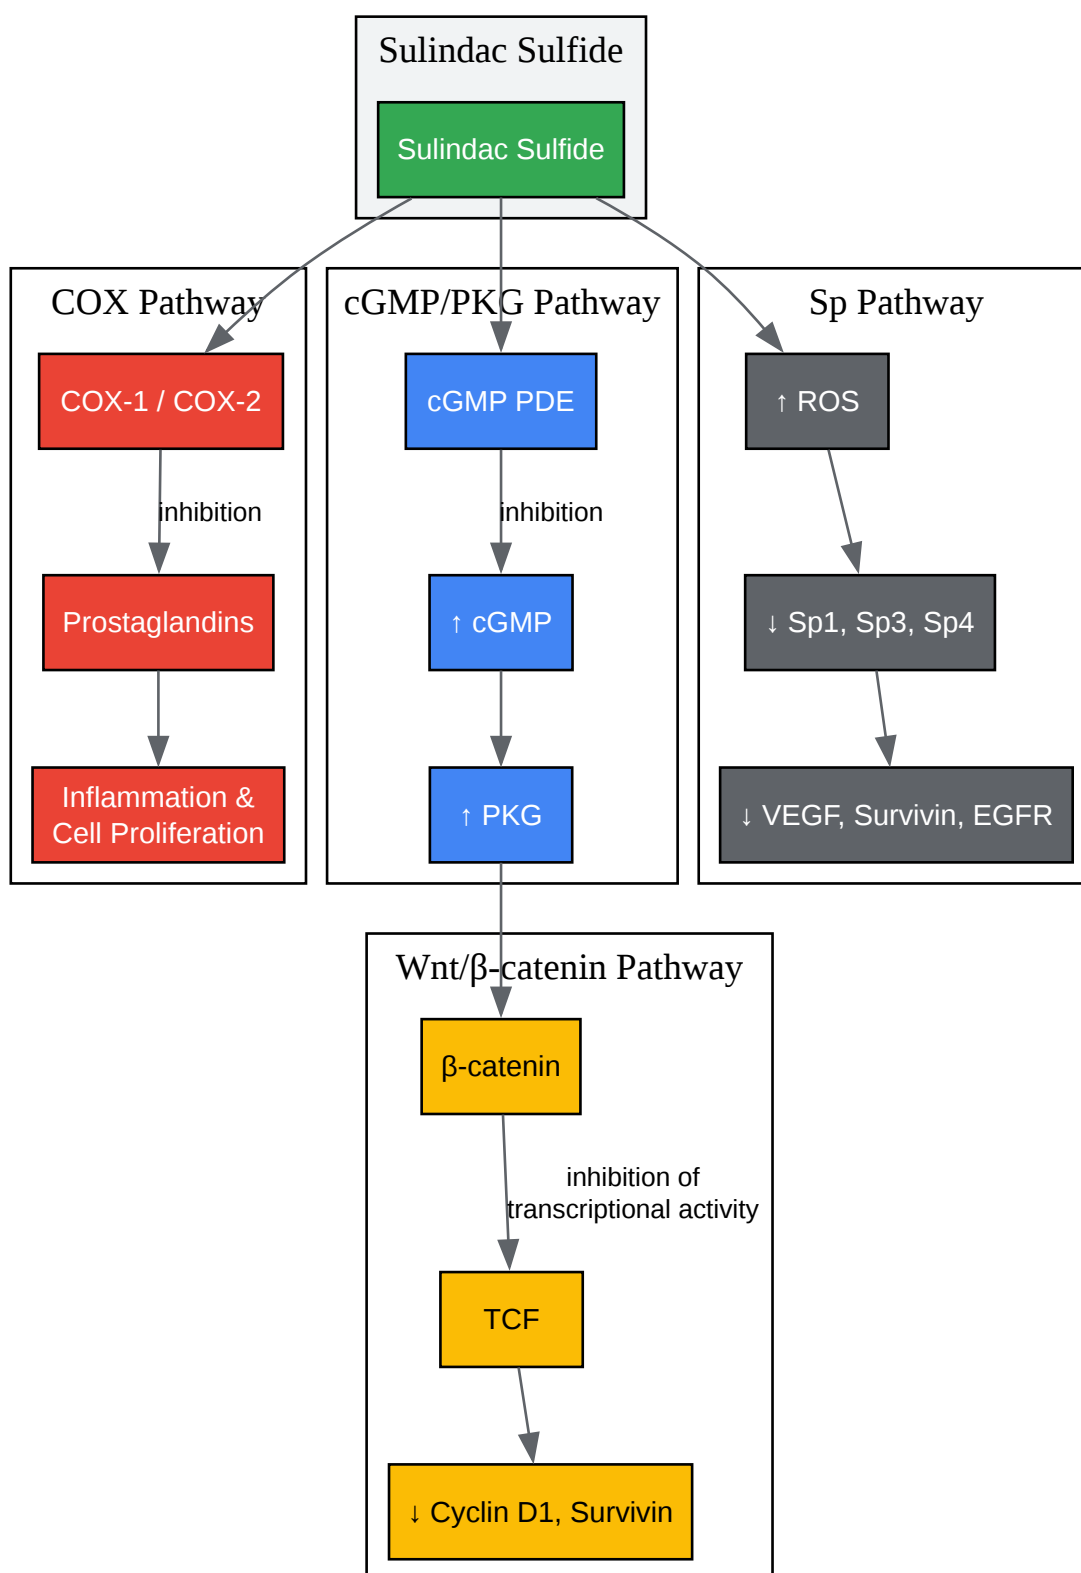 Sulindac Sulfide
Sulindac Sulfide
COX Pathway
COX-1 / COX-2
inhibition
Prostaglandins
Inflammation &
Cell Proliferation
cGMP/PKG Pathway
cGMP PDE
inhibition
↑ cGMP
↑ PKG
Sp Pathway
↑ ROS
↓ Sp1, Sp3, Sp4
↓ VEGF, Survivin, EGFR
Wnt/β-catenin Pathway
β-catenin
inhibition of
transcriptional activity
TCF
↓ Cyclin D1, Survivin